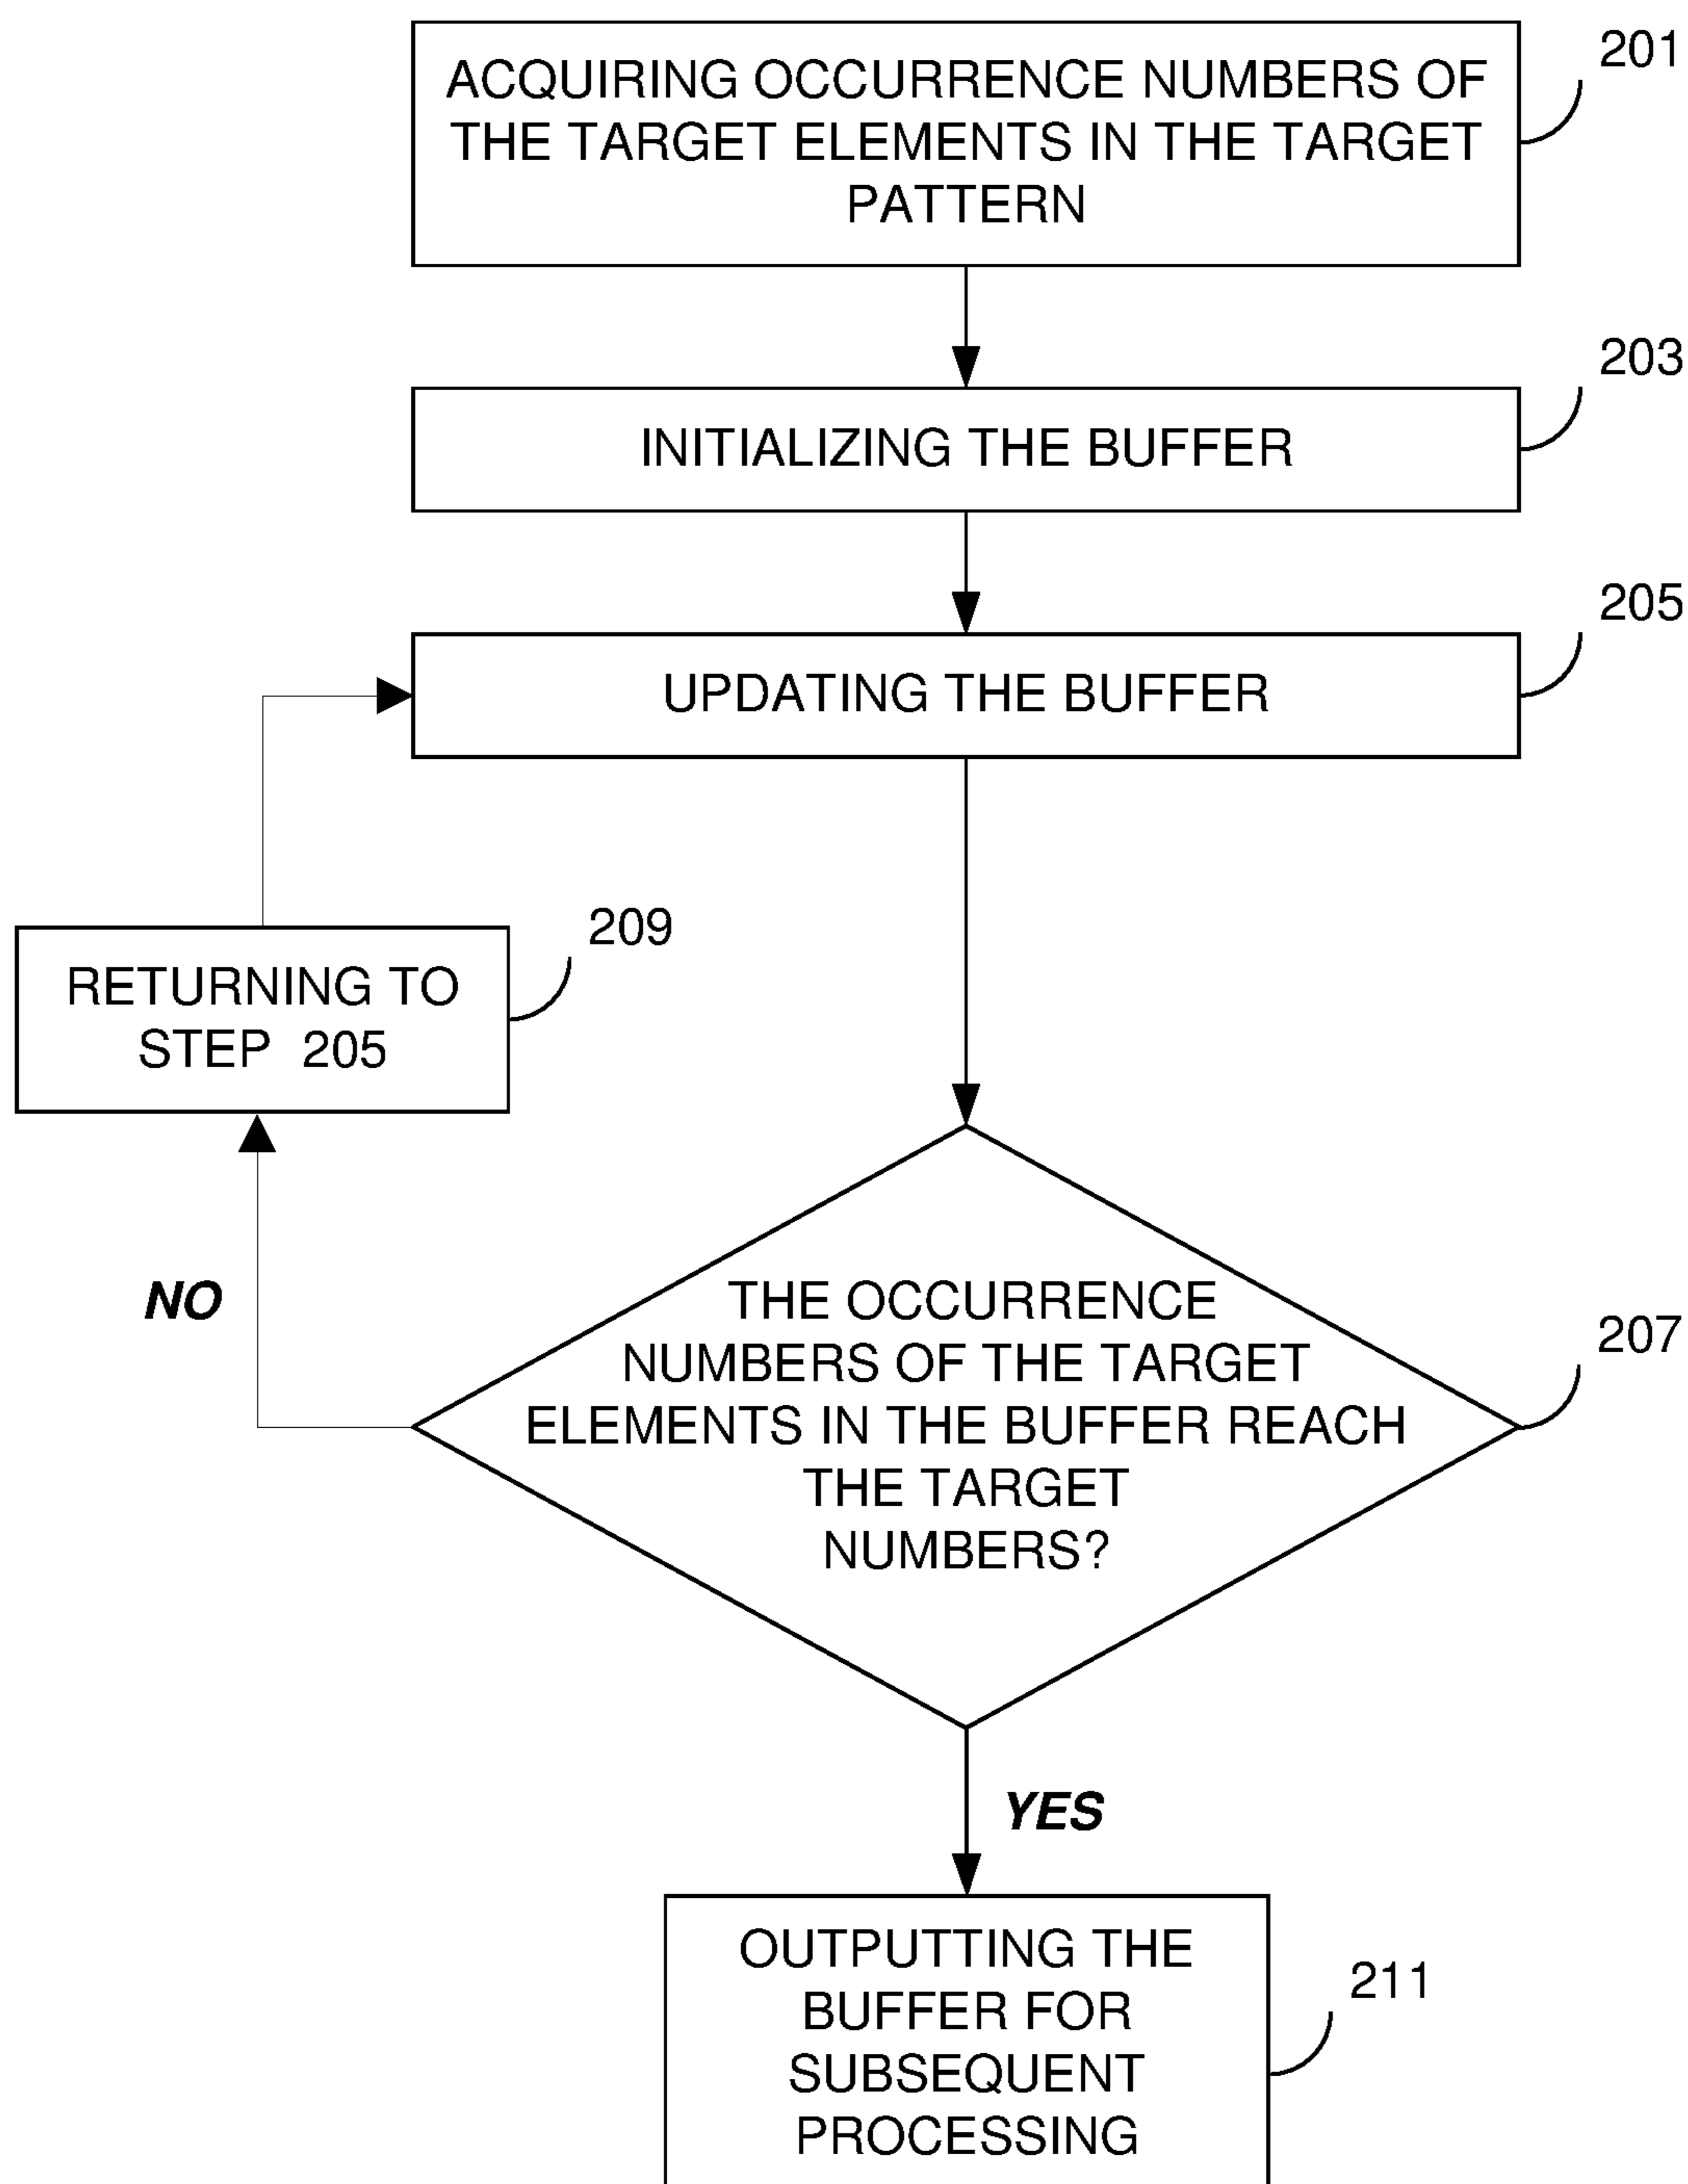 201
ACQUIRING OCCURRENCE NUMBERS OF
THE TARGET ELEMENTS IN THE TARGET
PATTERN
203
INITIALIZING THE BUFFER
205
UPDATING THE BUFFER
209
RETURNING TO
STEP 205
NO
207
THE OCCURRENCE
NUMBERS OF THE TARGET
ELEMENTS IN THE BUFFER REACH
THE TARGET
NUMBERS?
YES
211
OUTPUTTING THE
BUFFER FOR
SUBSEQUENT
PROCESSING